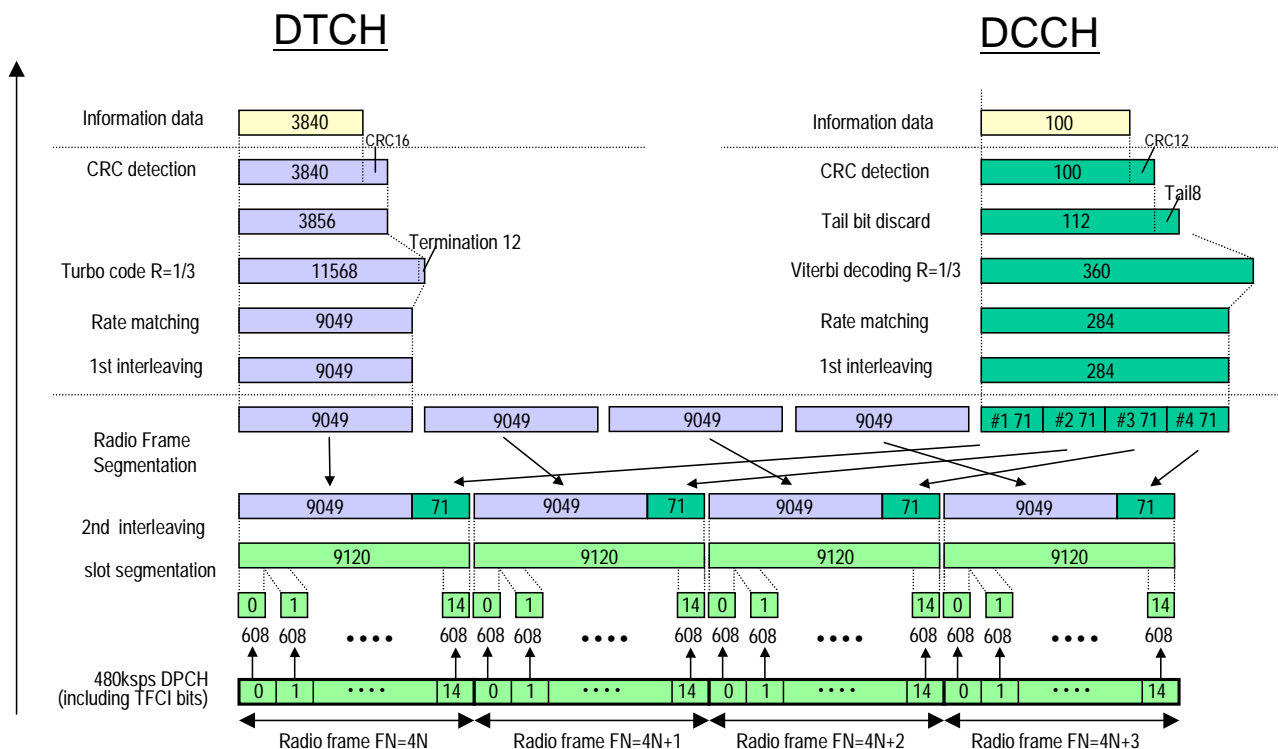 DTCH DCCH
Information data 3840 Information data 100
CRC16 CRC12
CRC detection 3840 CRC detection 100
Tail8
3856 Tail bit discard 112
Termination 12
Turbo code R=1/3 11568 Viterbi decoding R=1/3 360
Rate matching 9049 Rate matching 284
1st interleaving 9049 1st interleaving 284
9049 9049 9049 9049 #1 71 #2 71 #3 71 #4 71
Radio Frame
Segmentation
9049 71 9049 71 9049 71 9049 71
2nd interleaving
9120 9120 9120 9120
slot segmentation
0 1 14 0 1 14 0 1 14 0 1 14
608 608 •••• 608 608 608 •••• 608 608 608 •••• 608 608 608 •••• 608
480ksps DPCH
(including TFCI bits)
0 1 •••• 14 0 1 •••• 14 0 1 •••• 14 0 1 •••• 14
Radio frame FN=4N Radio frame FN=4N+1 Radio frame FN=4N+2 Radio frame FN=4N+3